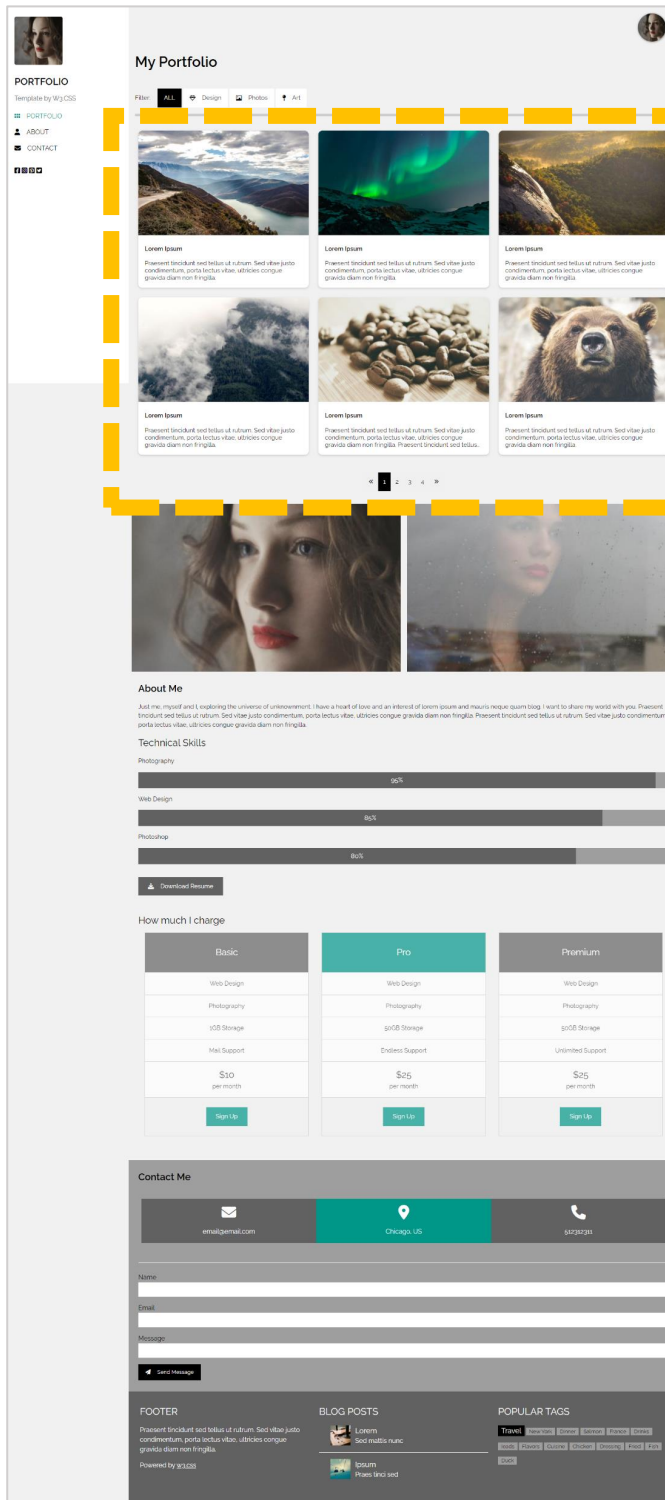 PORTFOLIO
Template by W3.CSS
PORTFOLIO
ABOUT
CONTACT
My Portfolio
Filter: ALL Design Photos Art
Lorem Ipsum
Praesent tincidunt sed tellus ut rutrum. Sed vitae justo
condimentum, porta lectus vitae, ultricies congue
gravida diam non fringilla.
Lorem Ipsum
Praesent tincidunt sed tellus ut rutrum. Sed vitae justo
condimentum, porta lectus vitae, ultricies congue
gravida diam non fringilla.
Lorem Ipsum
Praesent tincidunt sed tellus ut rutrum. Sed vitae justo
condimentum, porta lectus vitae, ultricies congue
gravida diam non fringilla.
Lorem Ipsum
Praesent tincidunt sed tellus ut rutrum. Sed vitae justo
condimentum, porta lectus vitae, ultricies congue
gravida diam non fringilla.
Lorem Ipsum
Praesent tincidunt sed tellus ut rutrum. Sed vitae justo
condimentum, porta lectus vitae, ultricies congue
gravida diam non fringilla. Praesent tincidunt sed tellus...
Lorem Ipsum
Praesent tincidunt sed tellus ut rutrum. Sed vitae justo
condimentum, porta lectus vitae, ultricies congue
gravida diam non fringilla.
« 1 2 3 4 »
About Me
Just me, myself and I, exploring the universe of unknownment. I have a heart of love and an interest of lorem ipsum and mauris neque quam blog. I want to share my world with you. Praesent
tincidunt sed tellus ut rutrum. Sed vitae justo condimentum, porta lectus vitae, ultricies congue gravida diam non fringilla. Praesent tincidunt sed tellus ut rutrum. Sed vitae justo condimentum
porta lectus vitae, ultricies congue gravida diam non fringilla.
Technical Skills
Photography
95%
Web Design
85%
Photoshop
80%
Download Resume
How much I charge
Basic
Web Design
Photography
1GB Storage
Mail Support
$10
per month
Sign Up
Pro
Web Design
Photography
50GB Storage
Endless Support
$25
per month
Sign Up
Premium
Web Design
Photography
50GB Storage
Unlimited Support
$25
per month
Sign Up
Contact Me
email@email.com
Chicago, US
512312311
Name
Email
Message
Send Message
FOOTER
Praesent tincidunt sed tellus ut rutrum. Sed vitae justo
condimentum, porta lectus vitae, ultricies congue
gravida diam non fringilla.
Powered by w3.css
BLOG POSTS
Lorem
Sed mattis nunc
Ipsum
Praes tinci sed
POPULAR TAGS
Travel New York Dinner Salmon France Drinks
Flavors Cuisine Chicken Dressing Fried Fish
Duck